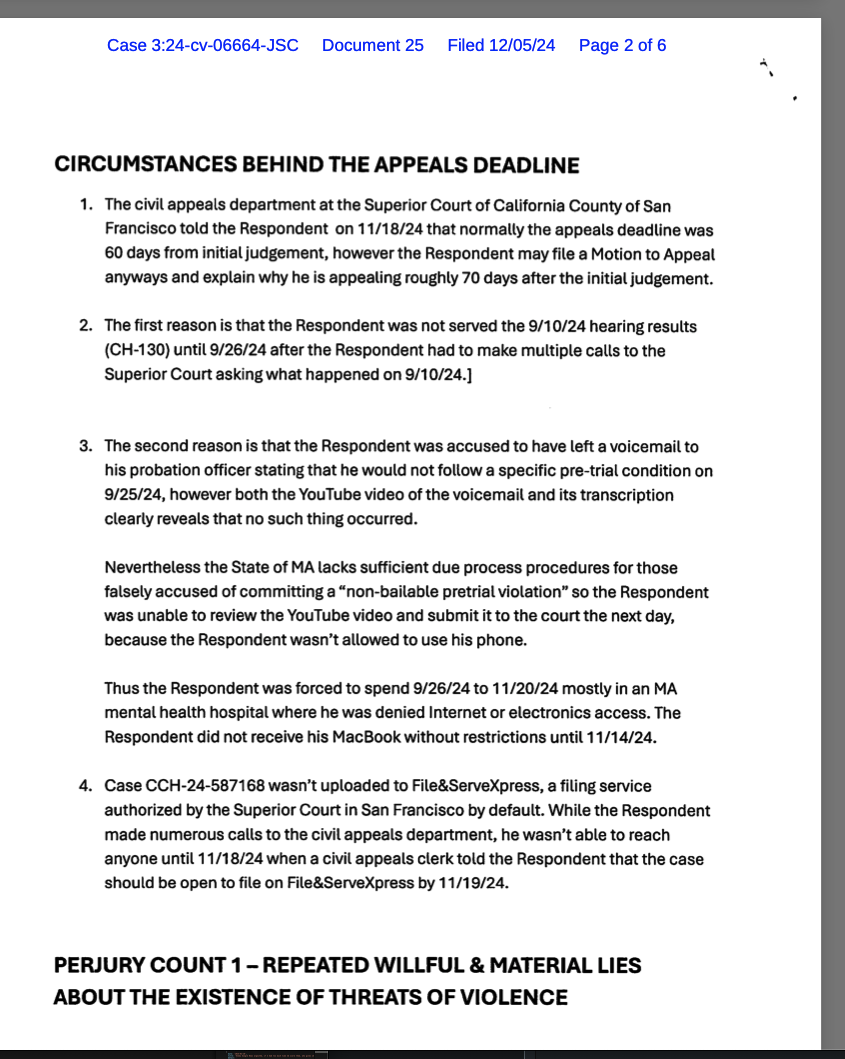 Case 3:24-cv-06664-JSC Document 25 Filed 12/05/24 Page 2 of 6
CIRCUMSTANCES BEHIND THE APPEALS DEADLINE
1. The civil appeals department at the Superior Court of California County of San
Francisco told the Respondent on 11/18/24 that normally the appeals deadline was
60 days from initial judgement, however the Respondent may file a Motion to Appeal
anyways and explain why he is appealing roughly 70 days after the initial judgement.
2. The first reason is that the Respondent was not served the 9/10/24 hearing results
(CH-130) until 9/26/24 after the Respondent had to make multiple calls to the
Superior Court asking what happened on 9/10/24.]
3. The second reason is that the Respondent was accused to have left a voicemail to
his probation officer stating that he would not follow a specific pre-trial condition on
9/25/24, however both the YouTube video of the voicemail and its transcription
clearly reveals that no such thing occurred.
Nevertheless the State of MA lacks sufficient due process procedures for those
falsely accused of committing a “non-bailable pretrial violation” so the Respondent
was unable to review the YouTube video and submit it to the court the next day,
because the Respondent wasn’t allowed to use his phone.
Thus the Respondent was forced to spend 9/26/24 to 11/20/24 mostly in an MA
mental health hospital where he was denied Internet or electronics access. The
Respondent did not receive his MacBook without restrictions until 11/14/24.
4. Case CCH-24-587168 wasn’t uploaded to File&ServeXpress, a filing service
authorized by the Superior Court in San Francisco by default. While the Respondent
made numerous calls to the civil appeals department, he wasn’t able to reach
anyone until 11/18/24 when a civil appeals clerk told the Respondent that the case
should be open to file on File&ServeXpress by 11/19/24.
PERJURY COUNT 1 – REPEATED WILLFUL & MATERIAL LIES
ABOUT THE EXISTENCE OF THREATS OF VIOLENCE